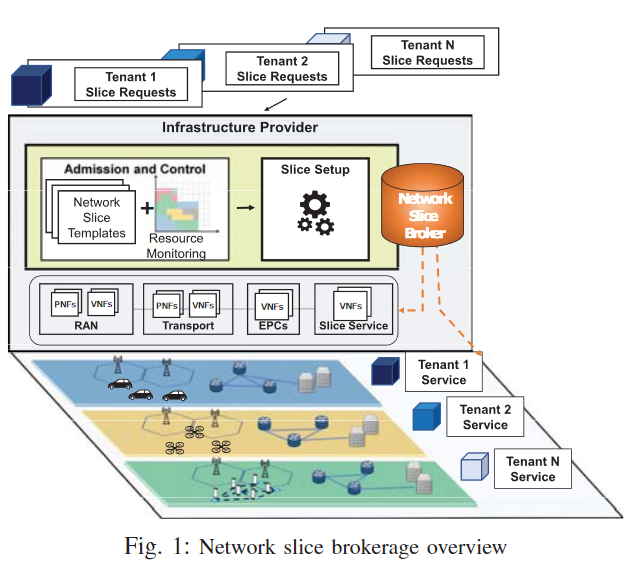 Tenant 1
Slice Requests
Tenant 2
Slice Requests
Tenant N
Slice Requests
Infrastructure Provider
Admission and Control
Network
Slice
Templates
+
Resource
Monitoring
Slice Setup
Network
Slice
Broker
PNFs
VNFs
RAN
PNFs
VNFs
Transport
VNFs
EPCs
VNFs
Slice Service
Tenant 1
Service
Tenant 2
Service
Tenant N
Service
Fig. 1: Network slice brokerage overview